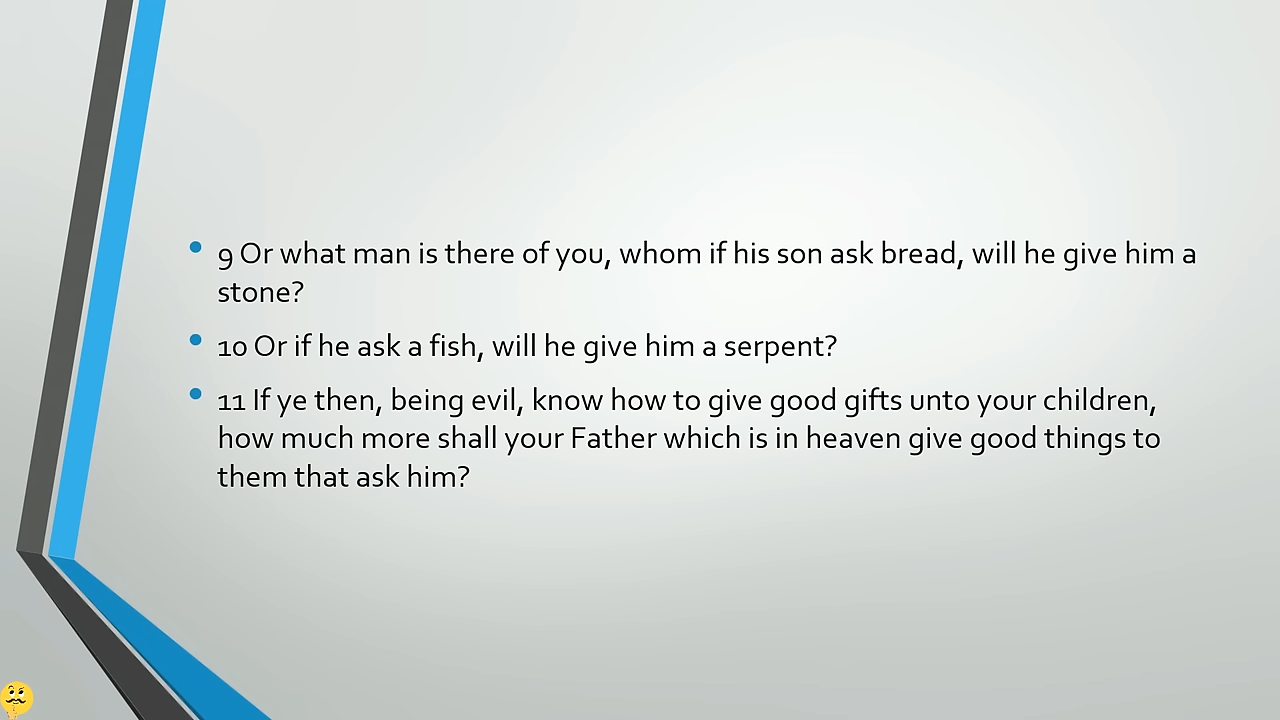 9 Or what man is there of you, whom if his son ask bread, will he give him a
stone?
10 Or if he ask a fish, will he give him a serpent?
11 If ye then, being evil, know how to give good gifts unto your children,
how much more shall your Father which is in heaven give good things to
them that ask him?